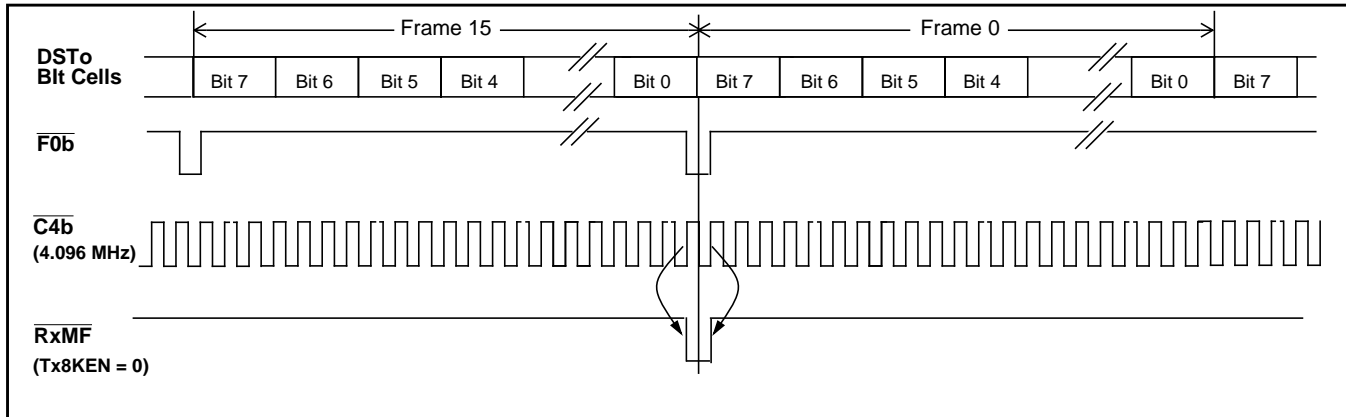 Frame 15 Frame 0
DSTo
BIt Cells
Bit 7 Bit 6 Bit 5 Bit 4 Bit 0 Bit 7 Bit 6 Bit 5 Bit 4 Bit 0 Bit 7
F0b
C4b
(4.096 MHz)
RxMF
(Tx8KEN = 0)